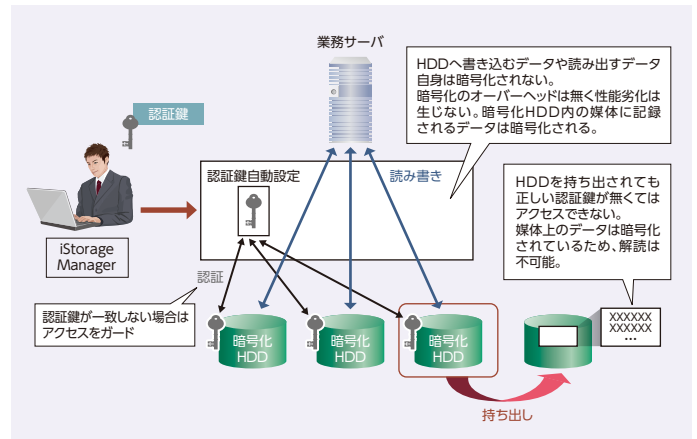 業務サーバ
HDDへ書き込むデータや読み出すデータ
自身は暗号化されない。
暗号化のオーバーヘッドは無く性能劣化は
生じない。暗号化HDD内の媒体に記録
されるデータは暗号化される。
認証鍵
認証鍵自動設定
読み書き
HDDを持ち出されても
正しい認証鍵が無くては
アクセスできない。
媒体上のデータは暗号化
されているため、解読は
不可能。
iStorage
Manager
認証
認証鍵が一致しない場合は
アクセスをガード
暗号化
HDD
暗号化
HDD
暗号化
HDD
XXXXXX
XXXXXX
...
持ち出し